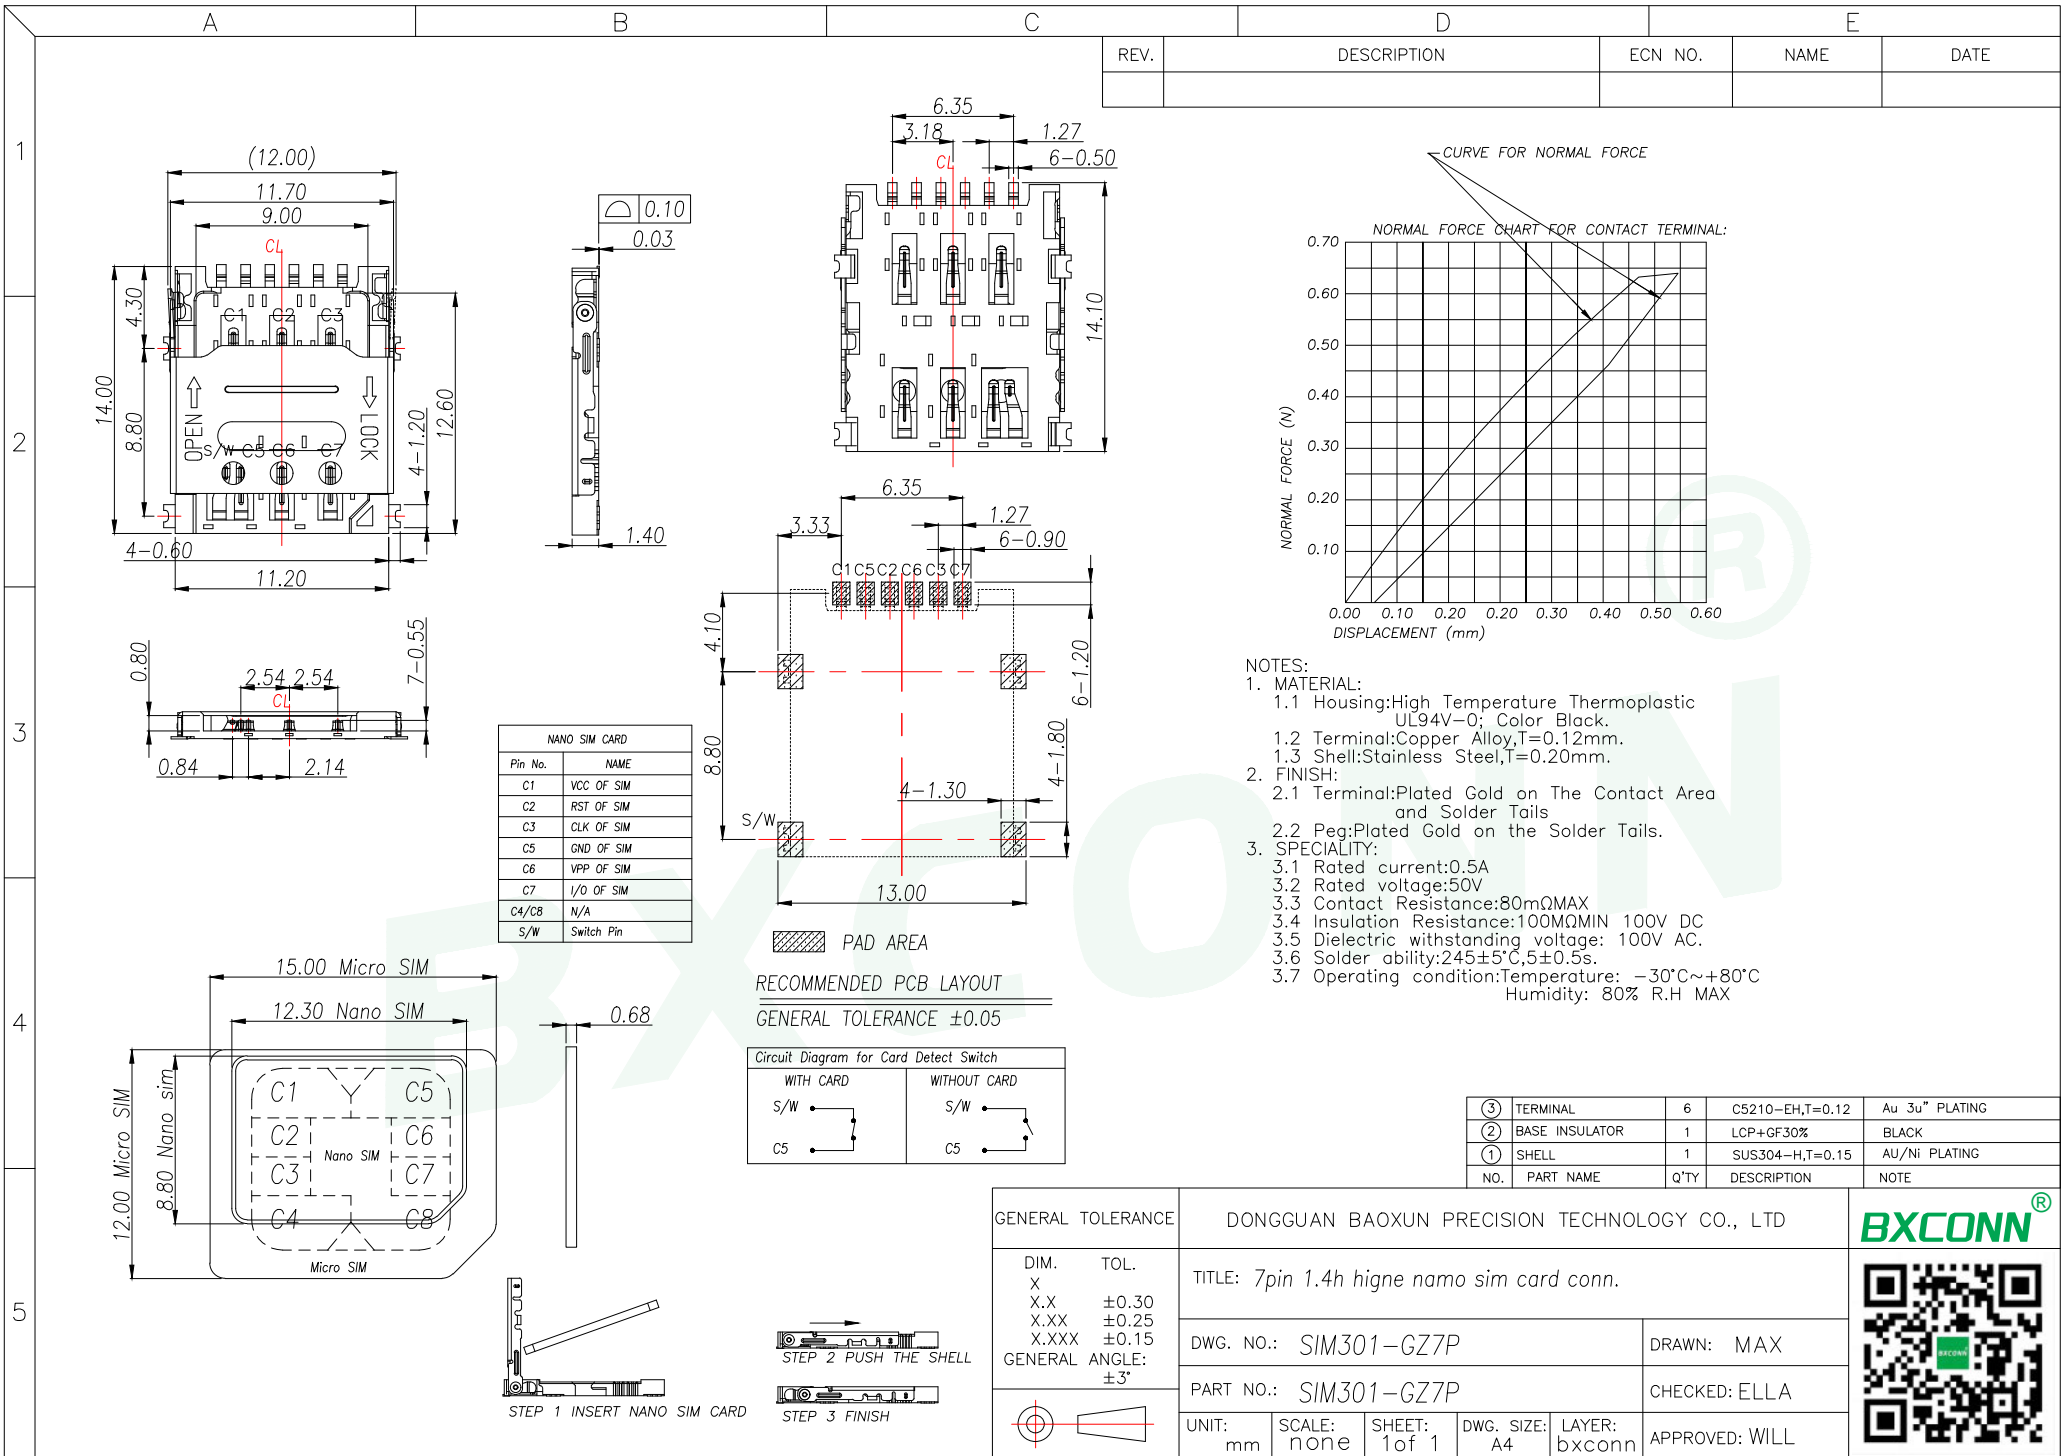 A B C D E
REV. DESCRIPTION ECN NO. NAME DATE
1
2
3
4
5
(12.00)
11.70
9.00
CL
4.30
14.00
8.80
12.60
4-1.20
C1 C2 C3
OPEN
LOCK
S/W C5 C6 C7
4-0.60
11.20
0.10
0.03
1.40
6.35
3.18
1.27
CL
6-0.50
14.10
CURVE FOR NORMAL FORCE
NORMAL FORCE CHART FOR CONTACT TERMINAL:
0.70
0.60
0.50
0.40
0.30
0.20
0.10
NORMAL FORCE (N)
0.00 0.10 0.20 0.20 0.30 0.40 0.50 0.60
DISPLACEMENT (mm)
6.35
3.33
1.27
6-0.90
C1 C5 C2 C6 C3 C7
4.10
8.80
6-1.20
4-1.80
4-1.30
S/W
13.00
PAD AREA
RECOMMENDED PCB LAYOUT
GENERAL TOLERANCE ±0.05
0.80
2.54 2.54
CL
7-0.55
0.84
2.14
NANO SIM CARD
Pin No. NAME
C1 VCC OF SIM
C2 RST OF SIM
C3 CLK OF SIM
C5 GND OF SIM
C6 VPP OF SIM
C7 I/O OF SIM
C4/C8 N/A
S/W Switch Pin
NOTES:
1. MATERIAL:
1.1 Housing:High Temperature Thermoplastic
UL94V-0; Color Black.
1.2 Terminal:Copper Alloy,T=0.12mm.
1.3 Shell:Stainless Steel,T=0.20mm.
2. FINISH:
2.1 Terminal:Plated Gold on The Contact Area
and Solder Tails
2.2 Peg:Plated Gold on the Solder Tails.
3. SPECIALITY:
3.1 Rated current:0.5A
3.2 Rated voltage:50V
3.3 Contact Resistance:80mΩMAX
3.4 Insulation Resistance:100MΩMIN 100V DC
3.5 Dielectric withstanding voltage: 100V AC.
3.6 Solder ability:245±5°C,5±0.5s.
3.7 Operating condition:Temperature: -30°C~+80°C
Humidity: 80% R.H MAX
BXCONN®
15.00 Micro SIM
12.30 Nano SIM
12.00 Micro SIM
8.80 Nano sim
C1 C5
C2 C6
Nano SIM
C3 C7
C4 C8
Micro SIM
0.68
Circuit Diagram for Card Detect Switch
WITH CARD WITHOUT CARD
S/W S/W
C5 C5
STEP 1 INSERT NANO SIM CARD
STEP 2 PUSH THE SHELL
STEP 3 FINISH
3 TERMINAL 6 C5210-EH,T=0.12 Au 3u" PLATING
2 BASE INSULATOR 1 LCP+GF30% BLACK
1 SHELL 1 SUS304-H,T=0.15 AU/Ni PLATING
NO. PART NAME Q'TY DESCRIPTION NOTE
GENERAL TOLERANCE
DIM. TOL.
X
X.X ±0.30
X.XX ±0.25
X.XXX ±0.15
GENERAL ANGLE:
±3°
DONGGUAN BAOXUN PRECISION TECHNOLOGY CO., LTD
BXCONN®
TITLE: 7pin 1.4h higne namo sim card conn.
DWG. NO.: SIM301-GZ7P DRAWN: MAX
PART NO.: SIM301-GZ7P CHECKED: ELLA
UNIT: mm SCALE: none SHEET: 1of 1 DWG. SIZE: A4 LAYER: bxconn APPROVED: WILL
BXCONN